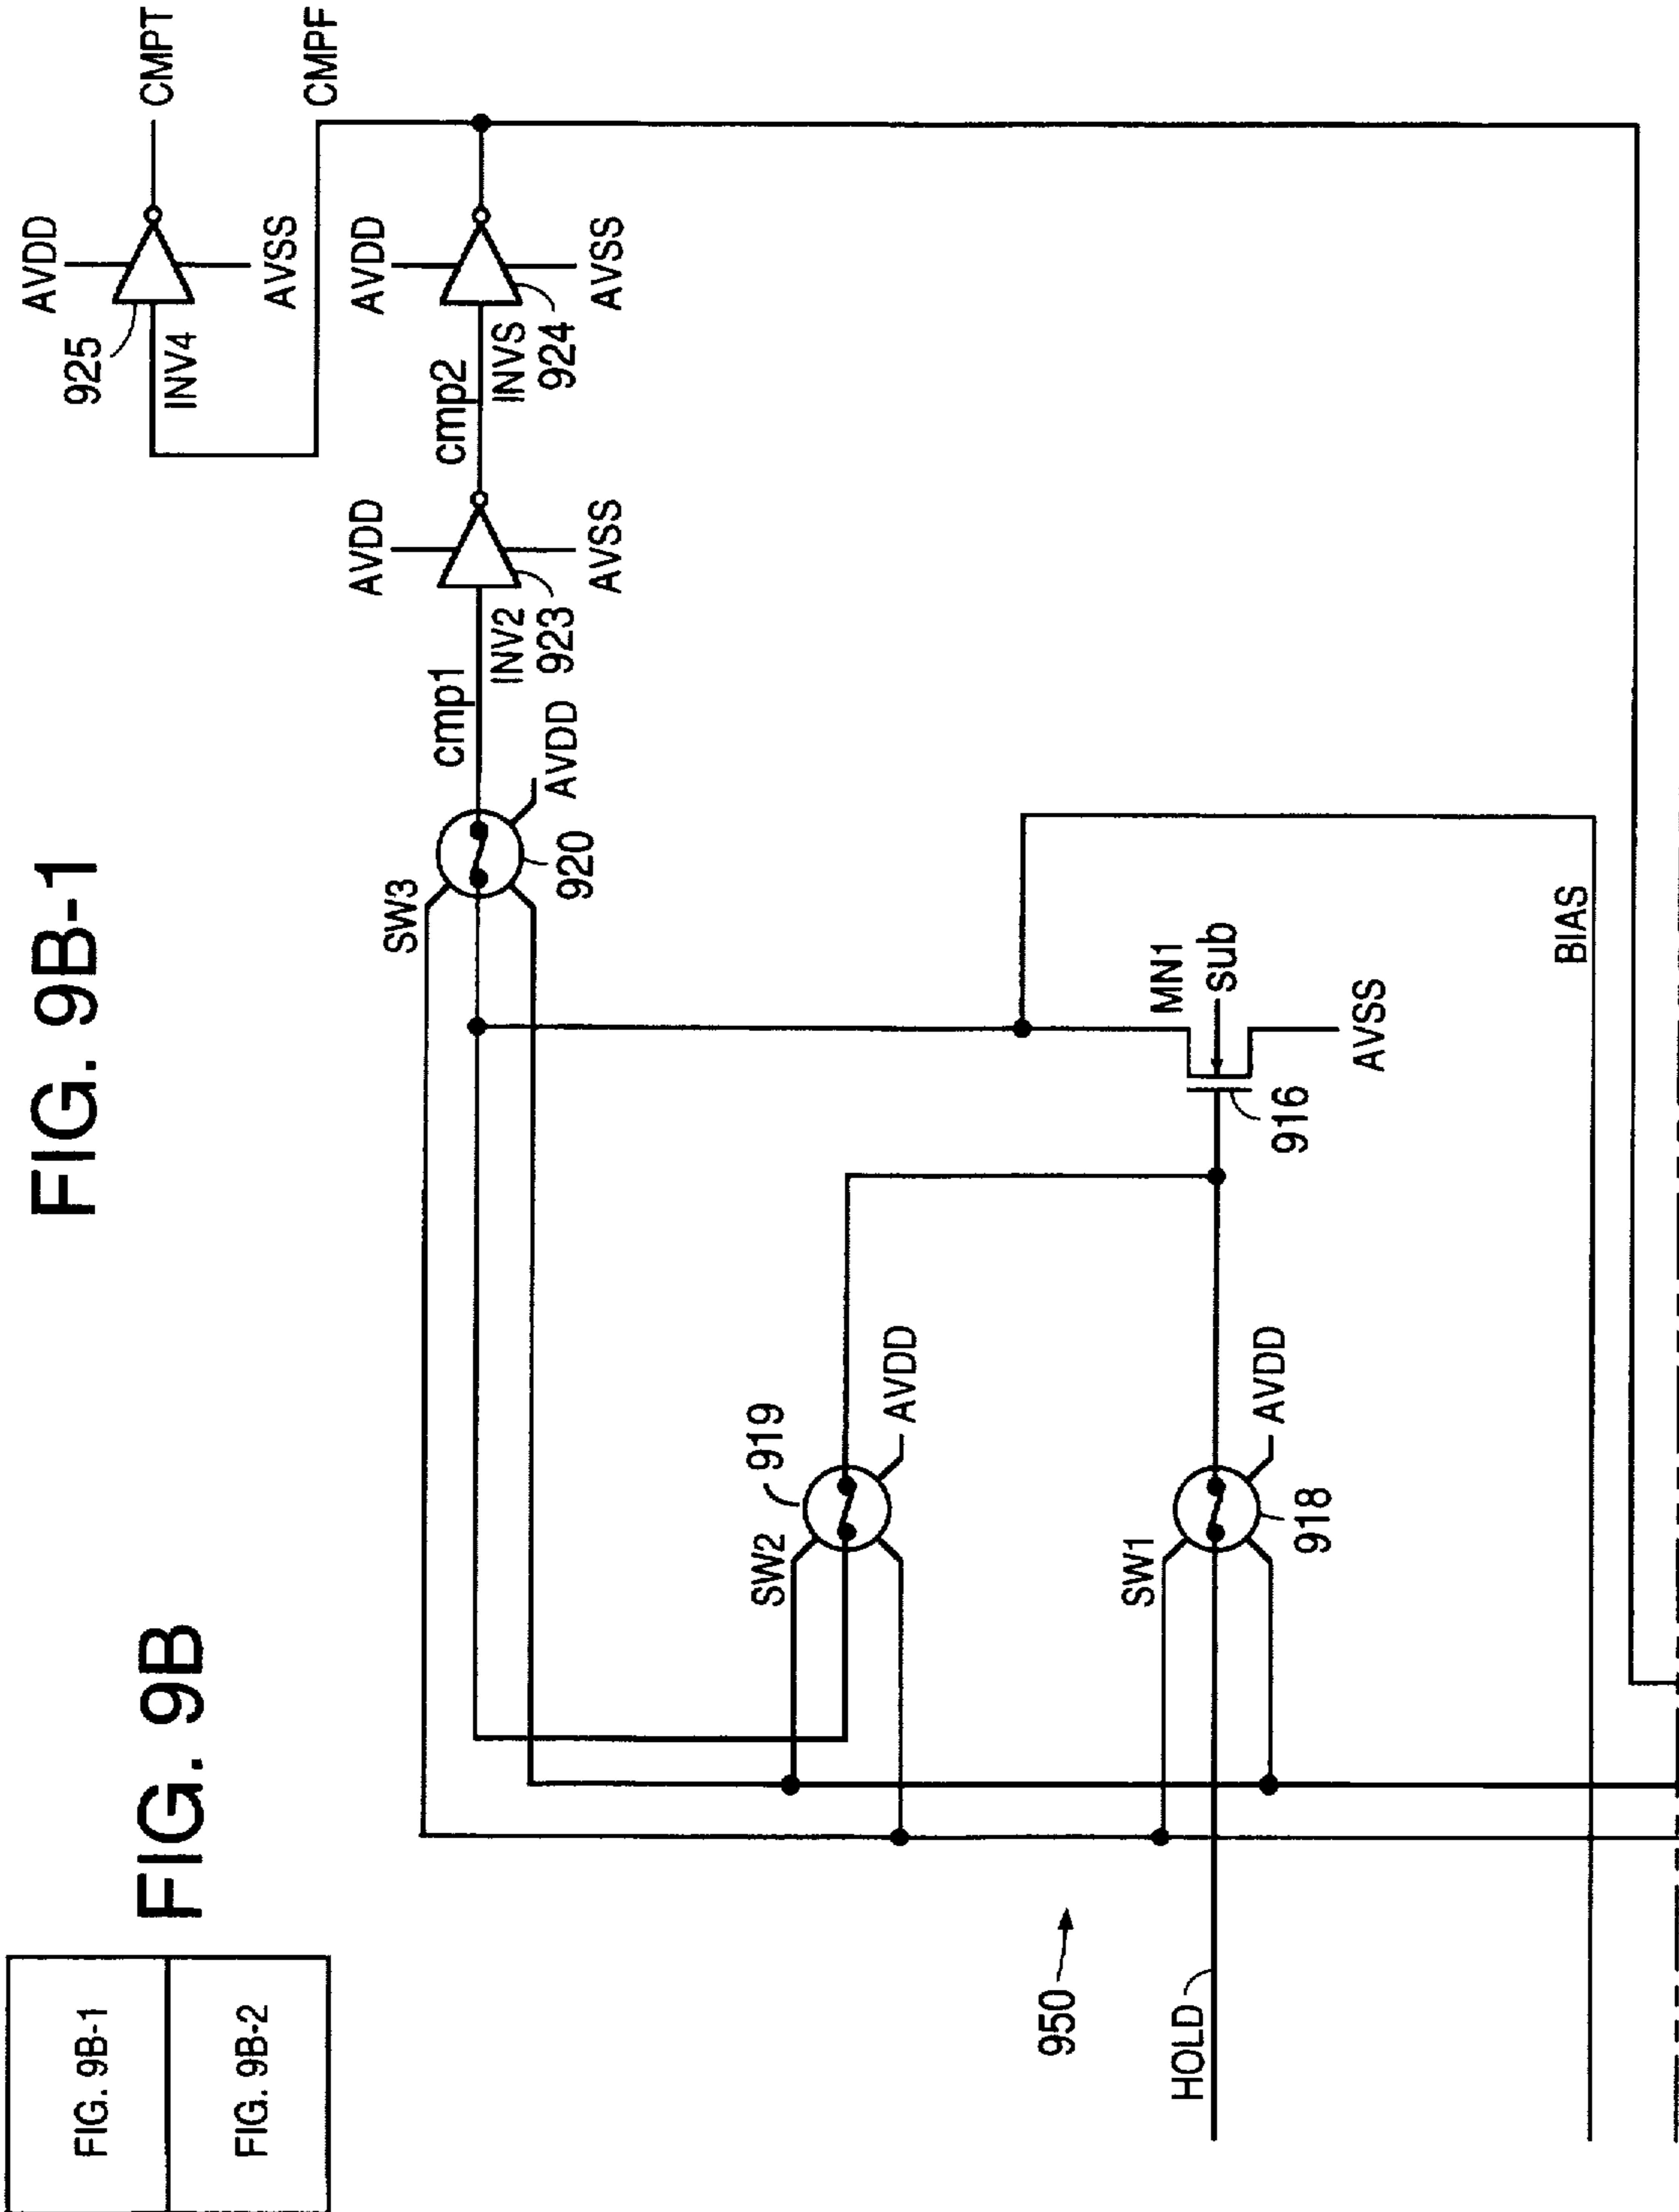 FIG. 9B-1
FIG. 9B-2
FIG. 9B
FIG. 9B-1
AVDD
925
INV4
AVSS
CMPT
CMPF
AVDD
AVDD
SW3
920
AVDD
cmp1
INV2
923
AVSS
cmp2
INVS
924
AVSS
919
SW2
AVDD
950
HOLD
SW1
918
AVDD
MN1
sub
916
AVSS
BIAS